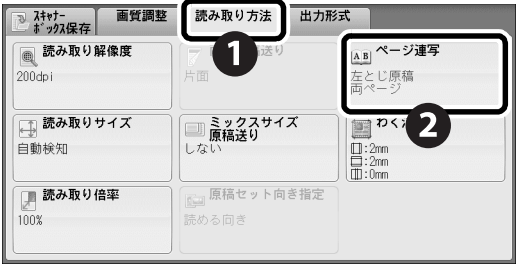 スキャナー
ボックス保存
画質調整
読み取り方法
出力形式
1
読み取り解像度
200dpi
送り
片面
ページ連写
左とじ原稿
両ページ
読み取りサイズ
自動検知
ミックスサイズ
原稿送り
しない
わく
2
:2mm
:2mm
:0mm
読み取り倍率
100%
原稿セット向き指定
読める向き